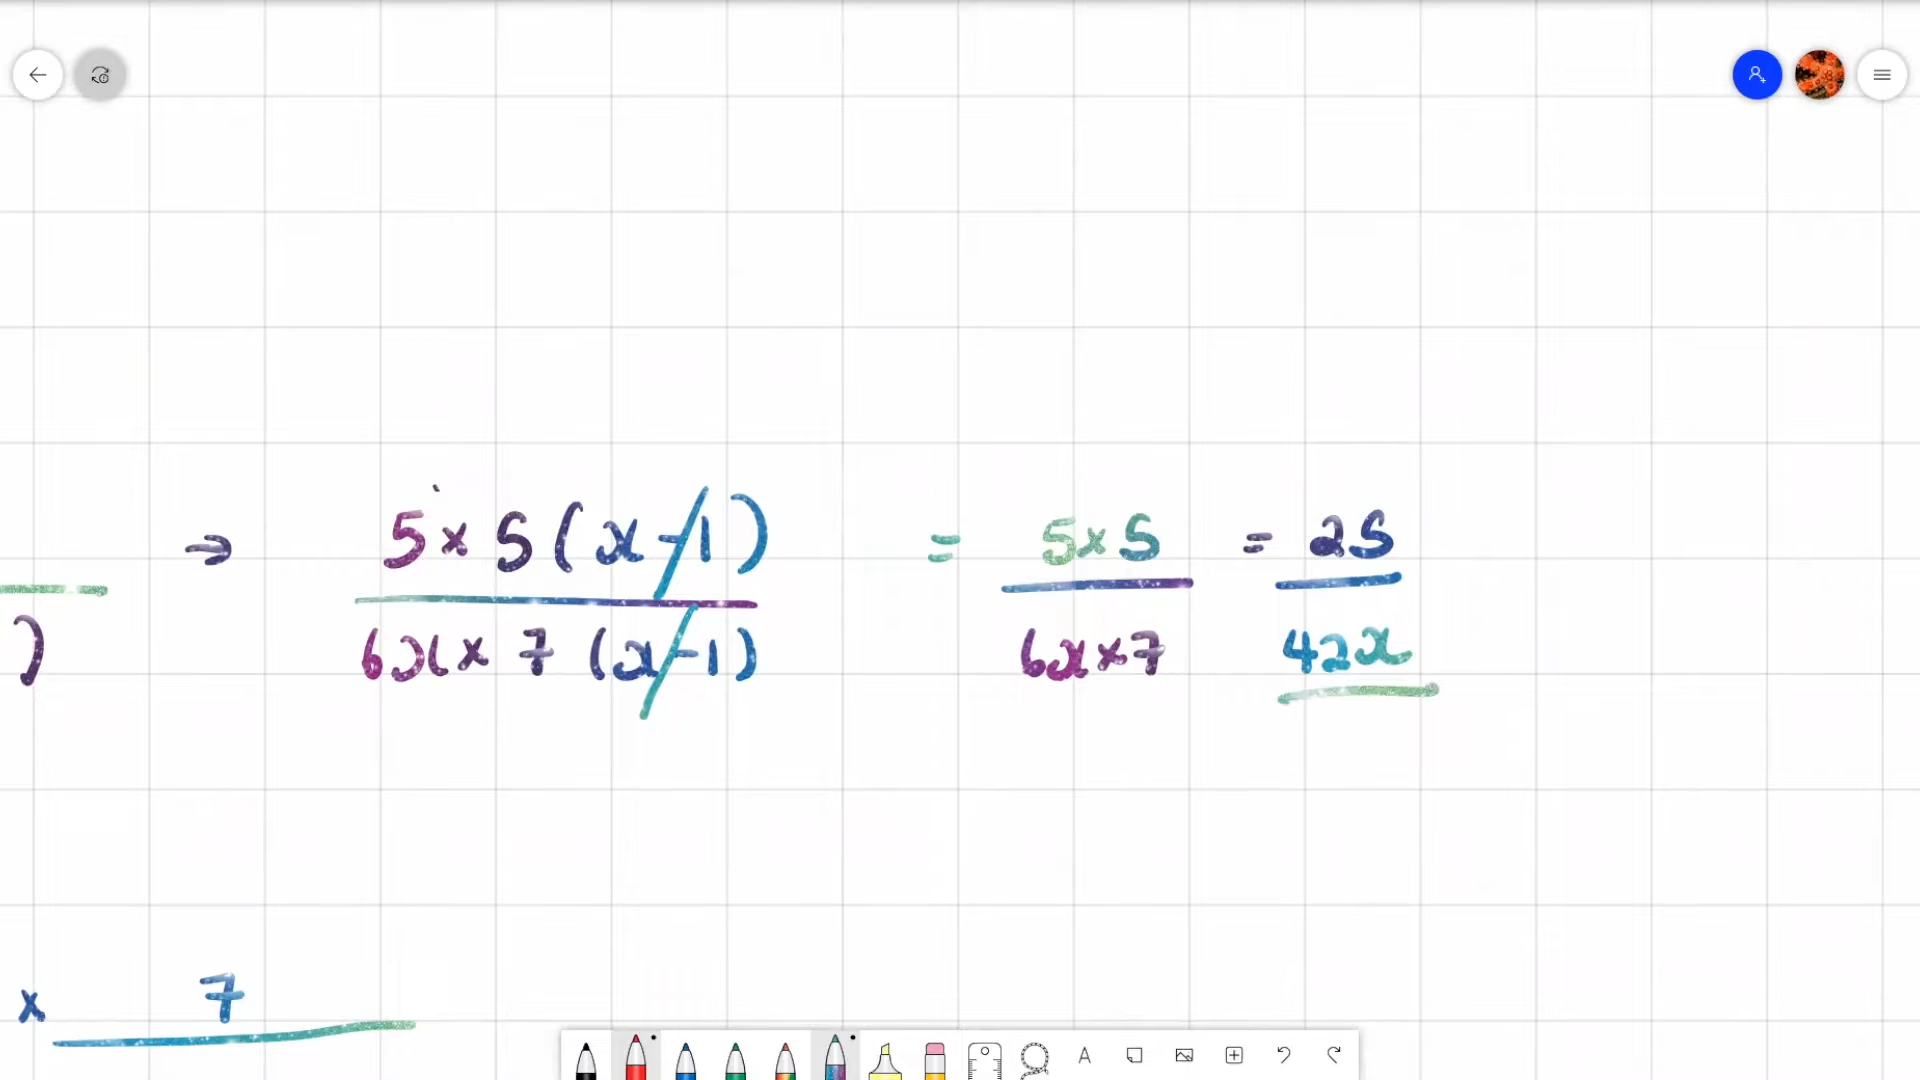 → 5 × 5 (x - 1) = 5 × 5 = 25
) 6x × 7 (x - 1) 6x × 7 42x
× 7
A